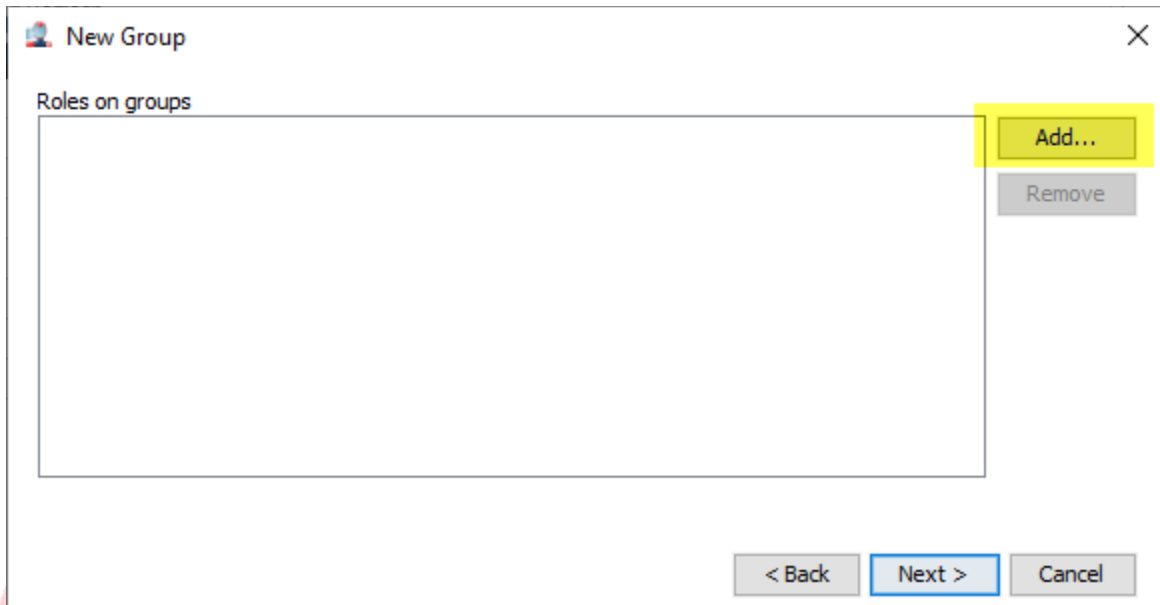 New Group
Roles on groups
Add...
Remove
< Back
Next >
Cancel